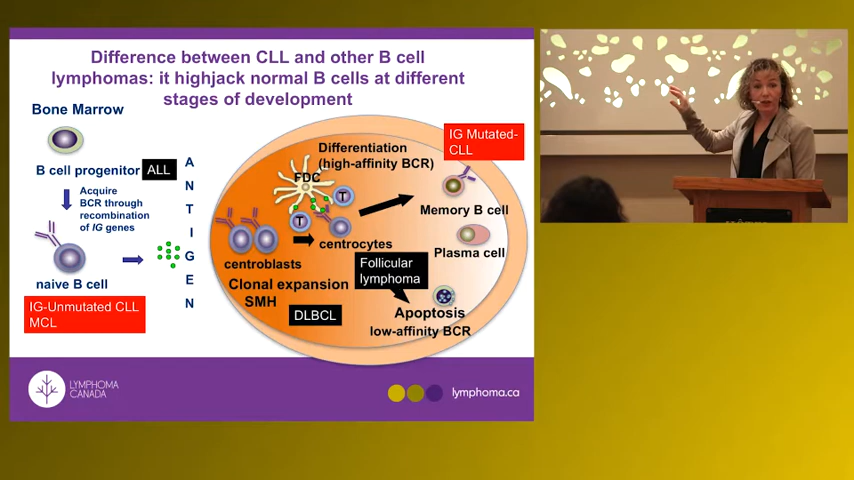 Difference between CLL and other B cell
lymphomas: it highjack normal B cells at different
stages of development
Bone Marrow
B cell progenitor
ALL
Acquire
BCR through
recombination
of IG genes
naive B cell
IG-Unmutated CLL
MCL
ANTIGEN
Differentiation
(high-affinity BCR)
IG Mutated-
CLL
FDC
T
T
Memory B cell
centrocytes
Plasma cell
centroblasts
Follicular
lymphoma
Clonal expansion
SMH
DLBCL
Apoptosis
low-affinity BCR
LYMPHOMA
CANADA
lymphoma.ca